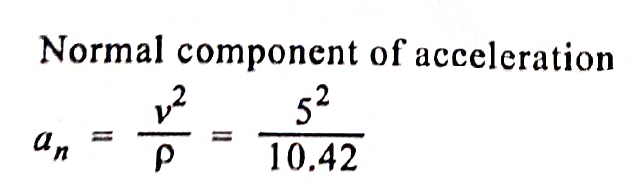 Normal component of acceleration
aₙ = v²/ρ = 5²/10.42